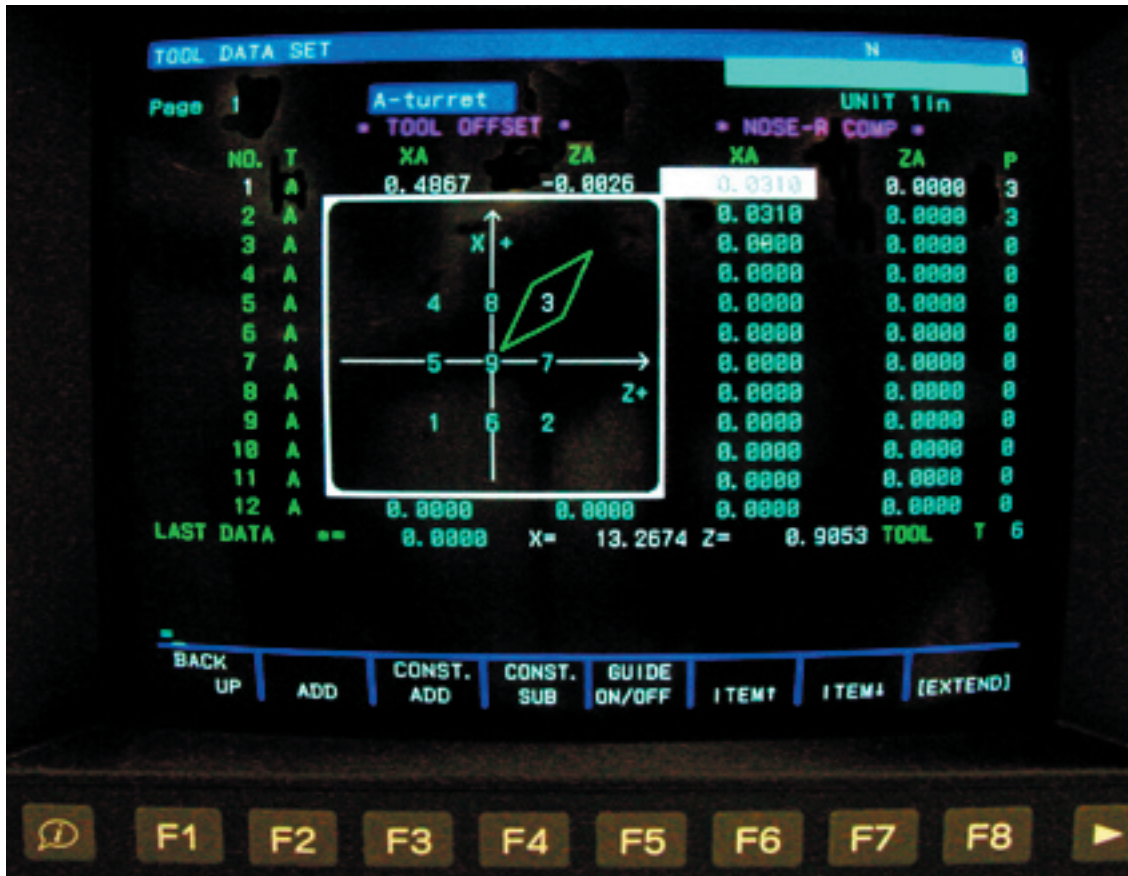 TOOL DATA SET N 0
Page 1 A-turret UNIT 1in
* TOOL OFFSET * * NOSE-R COMP *
NO. T XA ZA XA ZA P
1 A 0.4867 -0.0026 0.0310 0.0000 3
2 A 0.0310 0.0000 3
3 A 0.0000 0.0000 0
4 A 0.0000 0.0000 0
5 A 0.0000 0.0000 0
6 A 0.0000 0.0000 0
7 A 0.0000 0.0000 0
8 A 0.0000 0.0000 0
9 A 0.0000 0.0000 0
10 A 0.0000 0.0000 0
11 A 0.0000 0.0000 0
12 A 0.0000 0.0000 0.0000 0.0000 0
X +
4 8 3
5 9 7
Z+
1 6 2
LAST DATA *= 0.0000 X= 13.2674 Z= 0.9053 TOOL T 6
=_
BACK UP ADD CONST. ADD CONST. SUB GUIDE ON/OFF ITEM↑ ITEM↓ [EXTEND]
i F1 F2 F3 F4 F5 F6 F7 F8